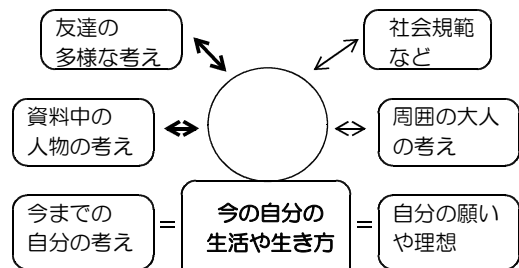 友達の
多様な考え
社会規範
など
資料中の
人物の考え
周囲の大人
の考え
今までの
自分の考え
=
今の自分の
生活や生き方
=
自分の願い
や理想